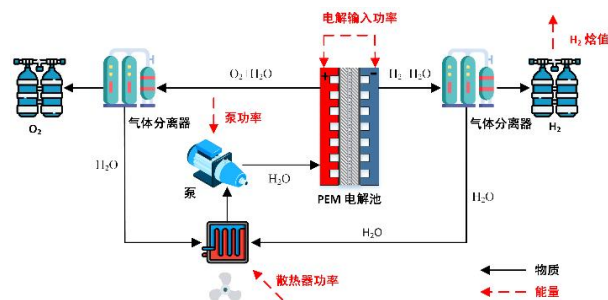 电解输入功率
H₂ 焓值
O₂+H₂O
+
-
H₂ H₂O
O₂
气体分离器
泵功率
气体分离器
H₂
H₂O
泵
H₂O
PEM 电解池
H₂O
H₂O
散热器功率
物质
能量